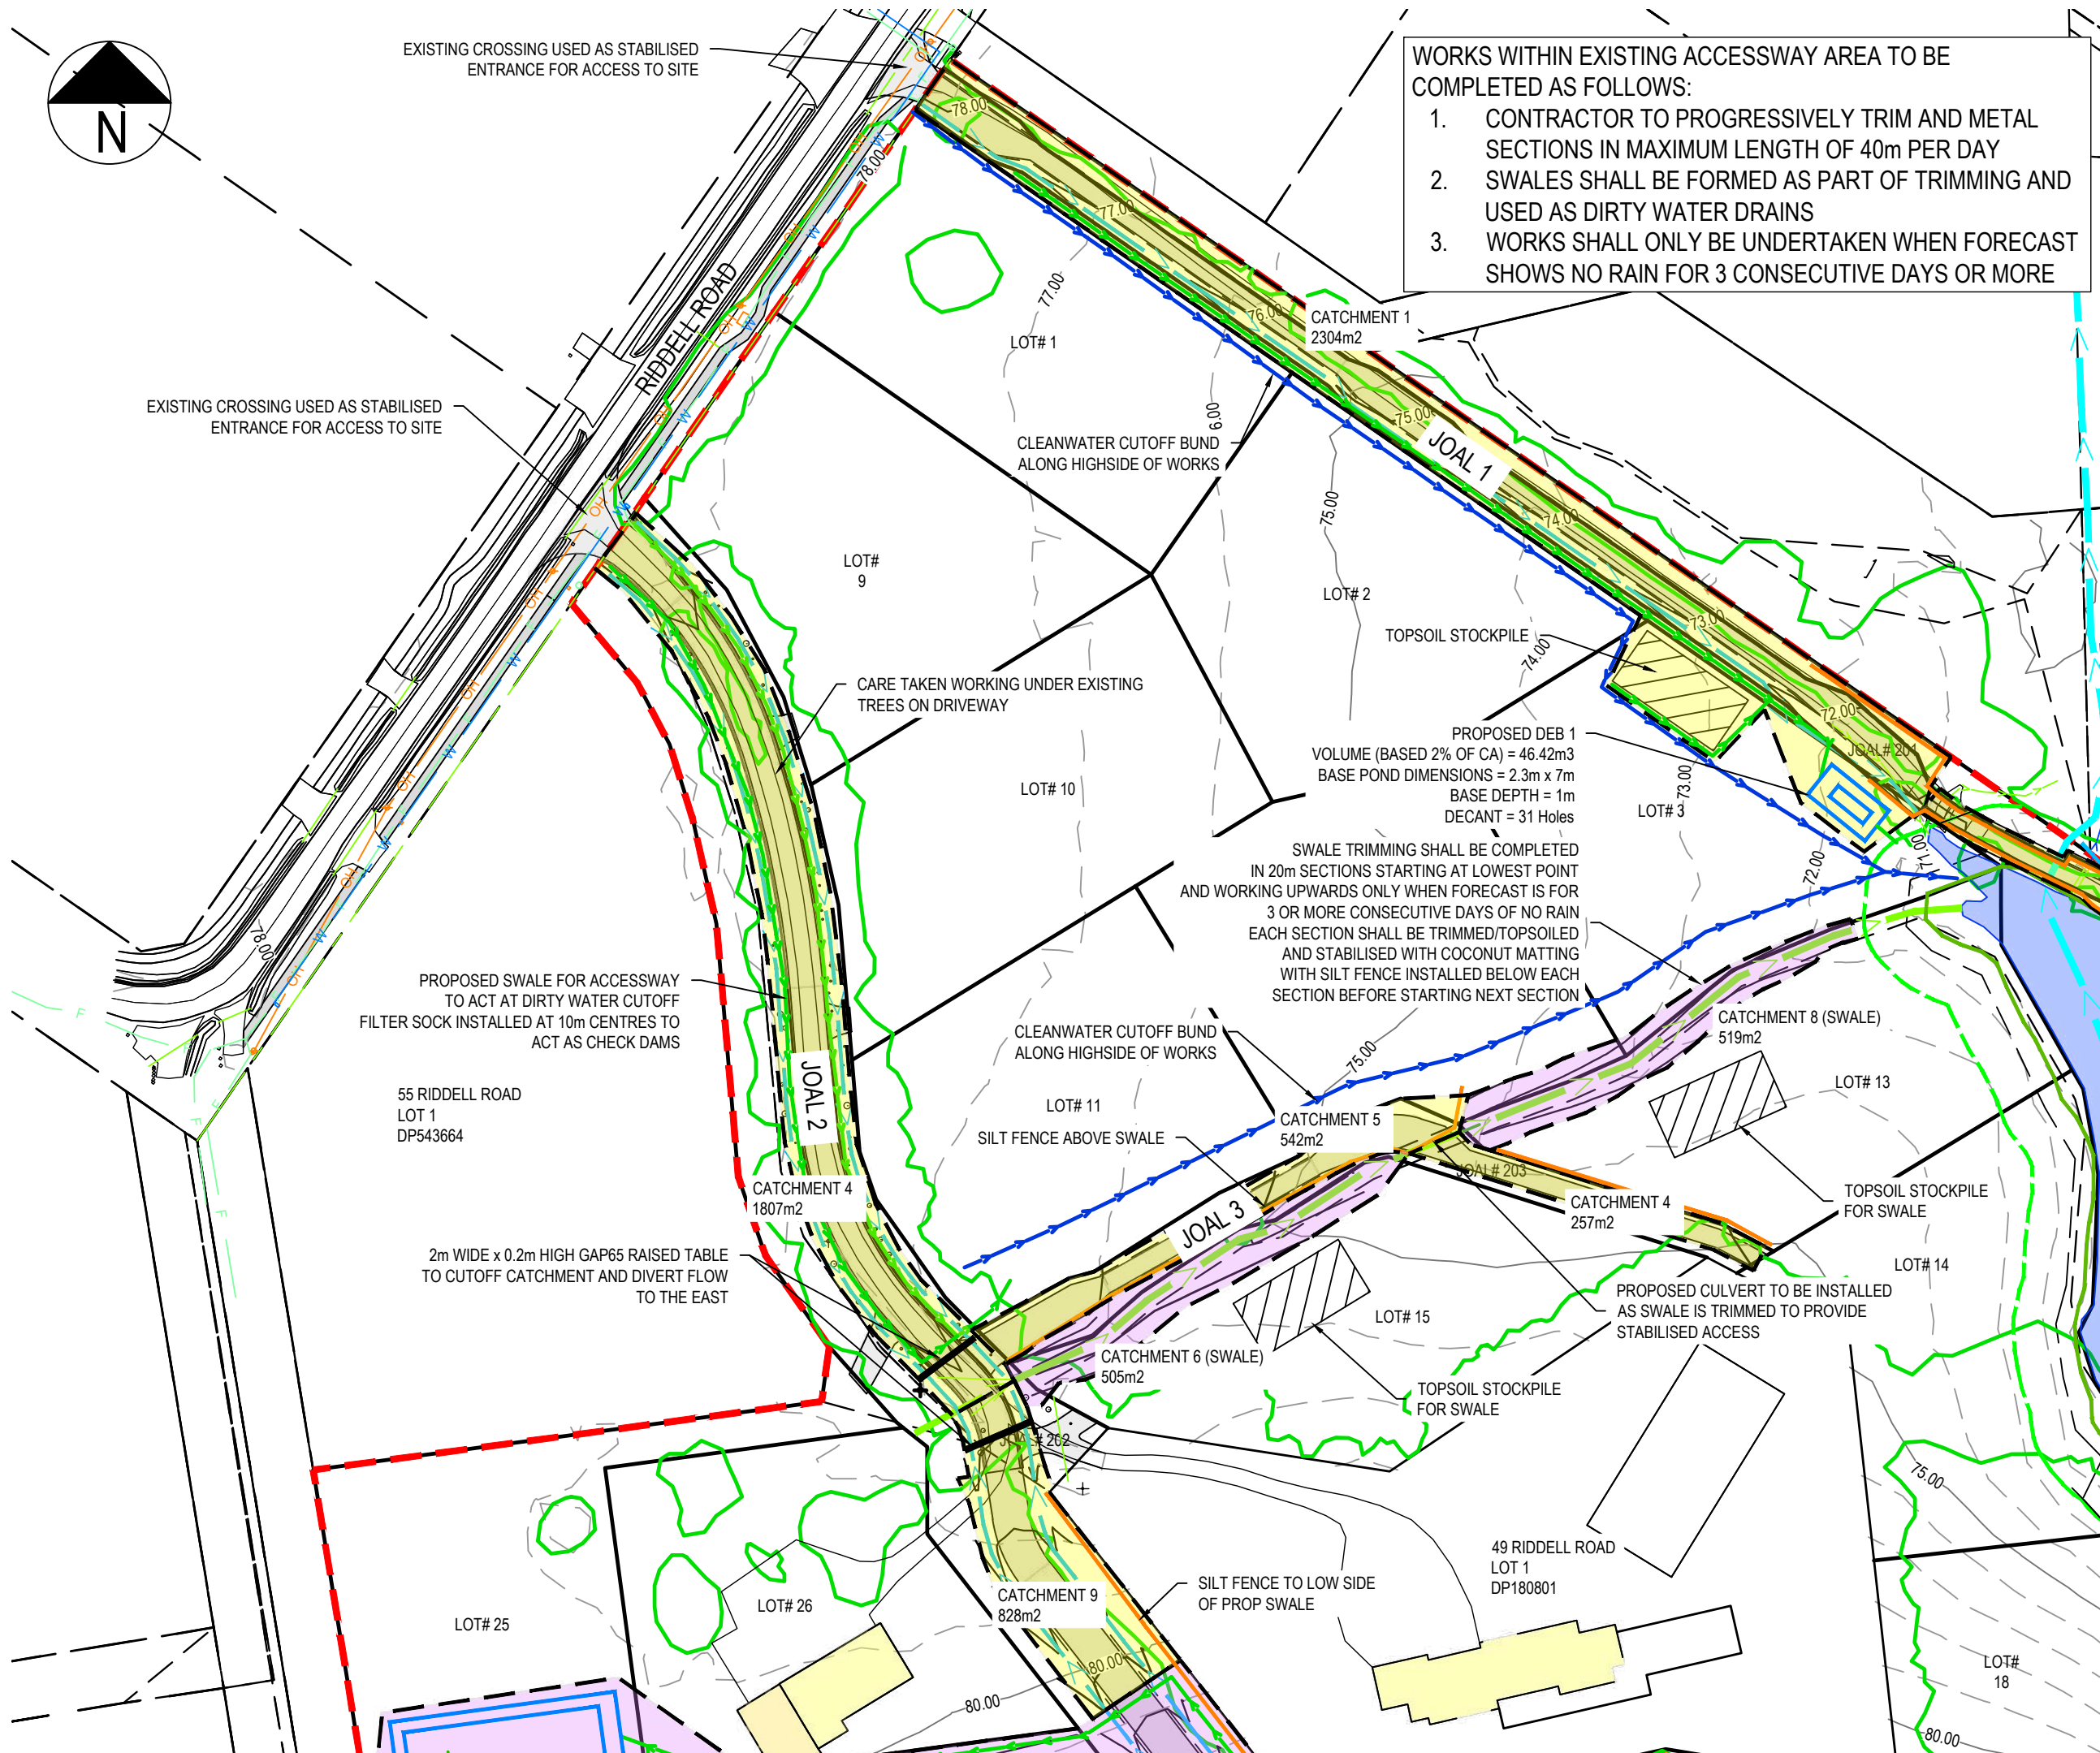 EXISTING CROSSING USED AS STABILISED
ENTRANCE FOR ACCESS TO SITE
N
WORKS WITHIN EXISTING ACCESSWAY AREA TO BE
COMPLETED AS FOLLOWS:
1. CONTRACTOR TO PROGRESSIVELY TRIM AND METAL
SECTIONS IN MAXIMUM LENGTH OF 40m PER DAY
2. SWALES SHALL BE FORMED AS PART OF TRIMMING AND
USED AS DIRTY WATER DRAINS
3. WORKS SHALL ONLY BE UNDERTAKEN WHEN FORECAST
SHOWS NO RAIN FOR 3 CONSECUTIVE DAYS OR MORE
78.00
78.00
77.00
77.00
76.00
CATCHMENT 1
2304m2
RIDDELL ROAD
LOT# 1
EXISTING CROSSING USED AS STABILISED
ENTRANCE FOR ACCESS TO SITE
6.00
75.00
CLEANWATER CUTOFF BUND
ALONG HIGHSIDE OF WORKS
JOAL 1
75.00
74.00
LOT#
9
LOT# 2
73.00
TOPSOIL STOCKPILE
74.00
CARE TAKEN WORKING UNDER EXISTING
TREES ON DRIVEWAY
72.00
PROPOSED DEB 1
VOLUME (BASED 2% OF CA) = 46.42m3
BASE POND DIMENSIONS = 2.3m x 7m
BASE DEPTH = 1m
DECANT = 31 Holes
JOAL# 201
73.00
LOT# 3
LOT# 10
71.00
72.00
SWALE TRIMMING SHALL BE COMPLETED
IN 20m SECTIONS STARTING AT LOWEST POINT
AND WORKING UPWARDS ONLY WHEN FORECAST IS FOR
3 OR MORE CONSECUTIVE DAYS OF NO RAIN
EACH SECTION SHALL BE TRIMMED/TOPSOILED
AND STABILISED WITH COCONUT MATTING
WITH SILT FENCE INSTALLED BELOW EACH
SECTION BEFORE STARTING NEXT SECTION
78.00
PROPOSED SWALE FOR ACCESSWAY
TO ACT AT DIRTY WATER CUTOFF
FILTER SOCK INSTALLED AT 10m CENTRES TO
ACT AS CHECK DAMS
CATCHMENT 8 (SWALE)
519m2
CLEANWATER CUTOFF BUND
ALONG HIGHSIDE OF WORKS
75.00
JOAL 2
LOT# 13
55 RIDDELL ROAD
LOT 1
DP543664
LOT# 11
CATCHMENT 5
542m2
SILT FENCE ABOVE SWALE
JOAL# 203
CATCHMENT 4
1807m2
CATCHMENT 4
257m2
TOPSOIL STOCKPILE
FOR SWALE
JOAL 3
2m WIDE x 0.2m HIGH GAP65 RAISED TABLE
TO CUTOFF CATCHMENT AND DIVERT FLOW
TO THE EAST
LOT# 14
PROPOSED CULVERT TO BE INSTALLED
AS SWALE IS TRIMMED TO PROVIDE
STABILISED ACCESS
LOT# 15
CATCHMENT 6 (SWALE)
505m2
TOPSOIL STOCKPILE
FOR SWALE
75.00
49 RIDDELL ROAD
LOT 1
DP180801
SILT FENCE TO LOW SIDE
OF PROP SWALE
CATCHMENT 9
828m2
LOT# 26
LOT# 25
80.00
80.00
LOT#
18
80.00